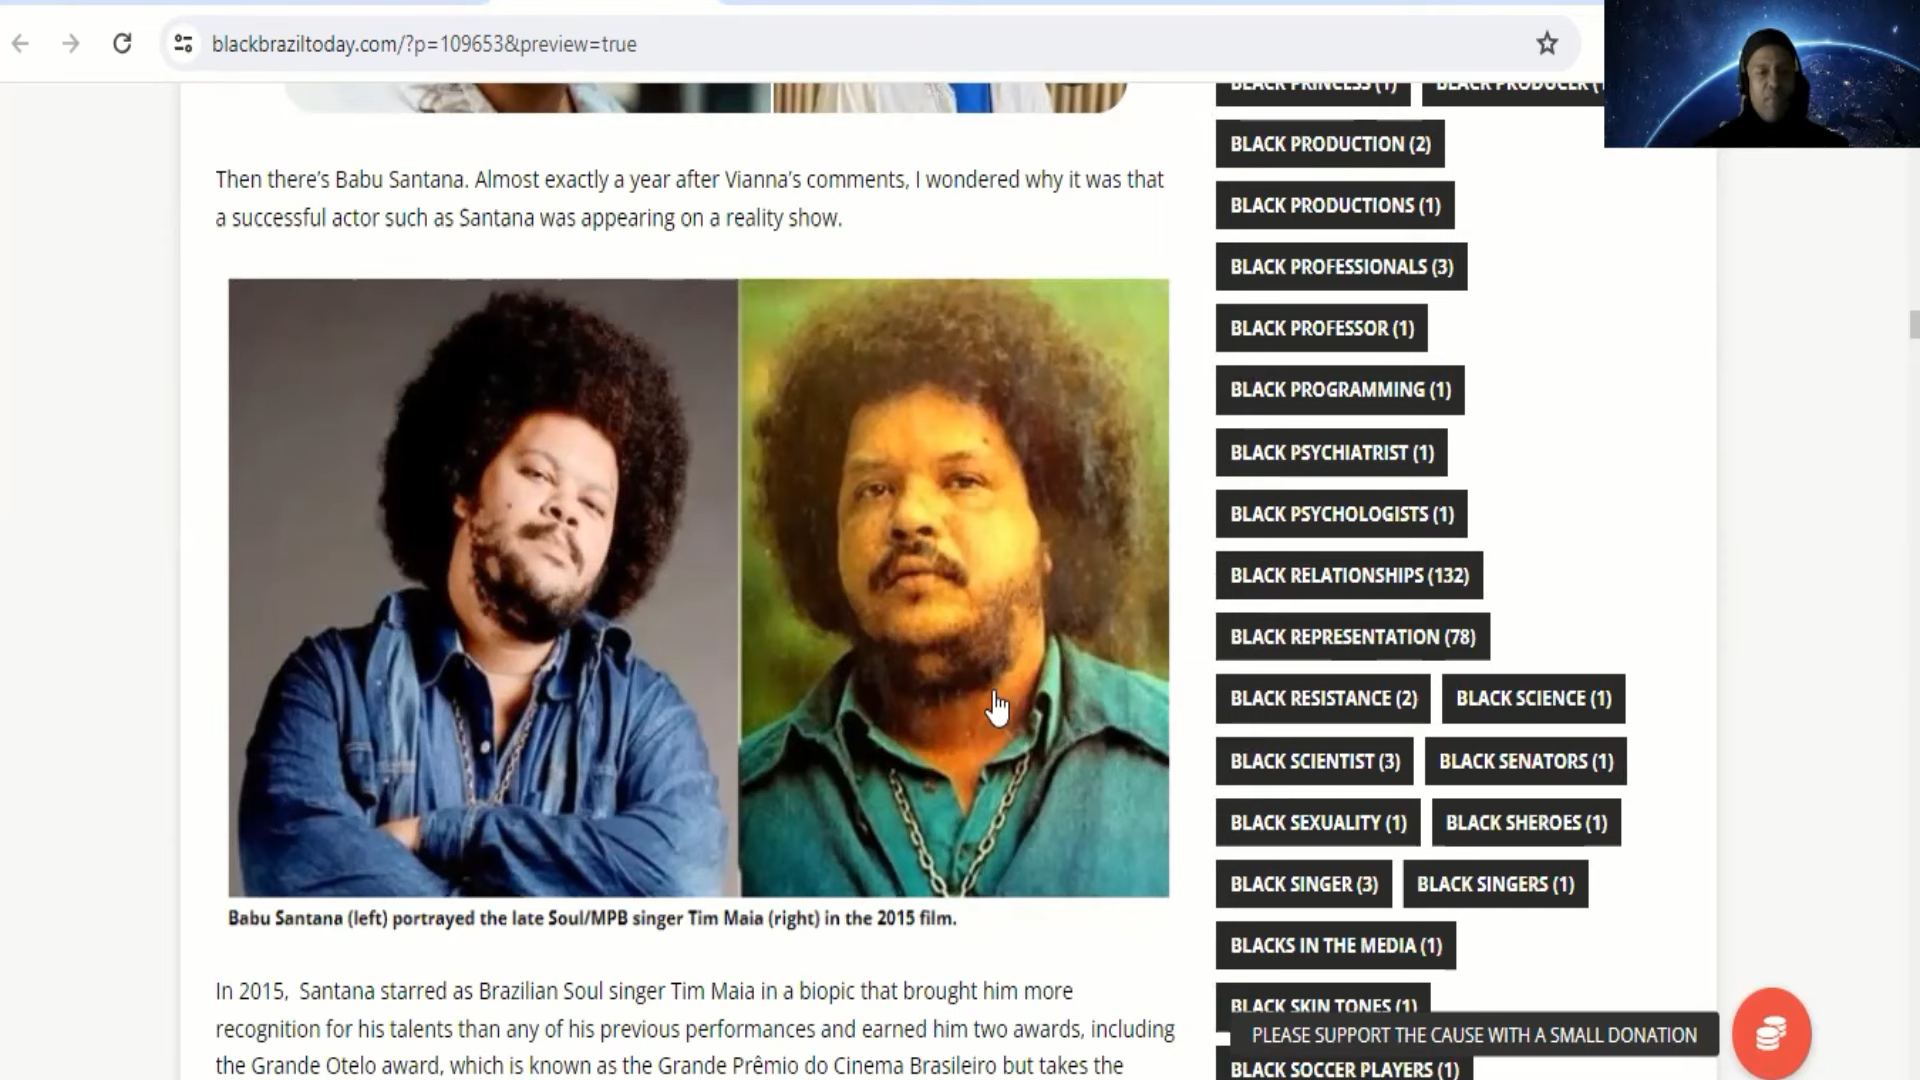 blackbraziltoday.com/?p=109653&preview=true
Then there’s Babu Santana. Almost exactly a year after Vianna’s comments, I wondered why it was that
a successful actor such as Santana was appearing on a reality show.
Babu Santana (left) portrayed the late Soul/MPB singer Tim Maia (right) in the 2015 film.
In 2015,  Santana starred as Brazilian Soul singer Tim Maia in a biopic that brought him more
recognition for his talents than any of his previous performances and earned him two awards, including
the Grande Otelo award, which is known as the Grande Prêmio do Cinema Brasileiro but takes the
BLACK PRINCESS (1) BLACK PRODUCER (
BLACK PRODUCTION (2)
BLACK PRODUCTIONS (1)
BLACK PROFESSIONALS (3)
BLACK PROFESSOR (1)
BLACK PROGRAMMING (1)
BLACK PSYCHIATRIST (1)
BLACK PSYCHOLOGISTS (1)
BLACK RELATIONSHIPS (132)
BLACK REPRESENTATION (78)
BLACK RESISTANCE (2) BLACK SCIENCE (1)
BLACK SCIENTIST (3) BLACK SENATORS (1)
BLACK SEXUALITY (1) BLACK SHEROES (1)
BLACK SINGER (3) BLACK SINGERS (1)
BLACKS IN THE MEDIA (1)
BLACK SKIN TONES (1)
PLEASE SUPPORT THE CAUSE WITH A SMALL DONATION
BLACK SOCCER PLAYERS (1)